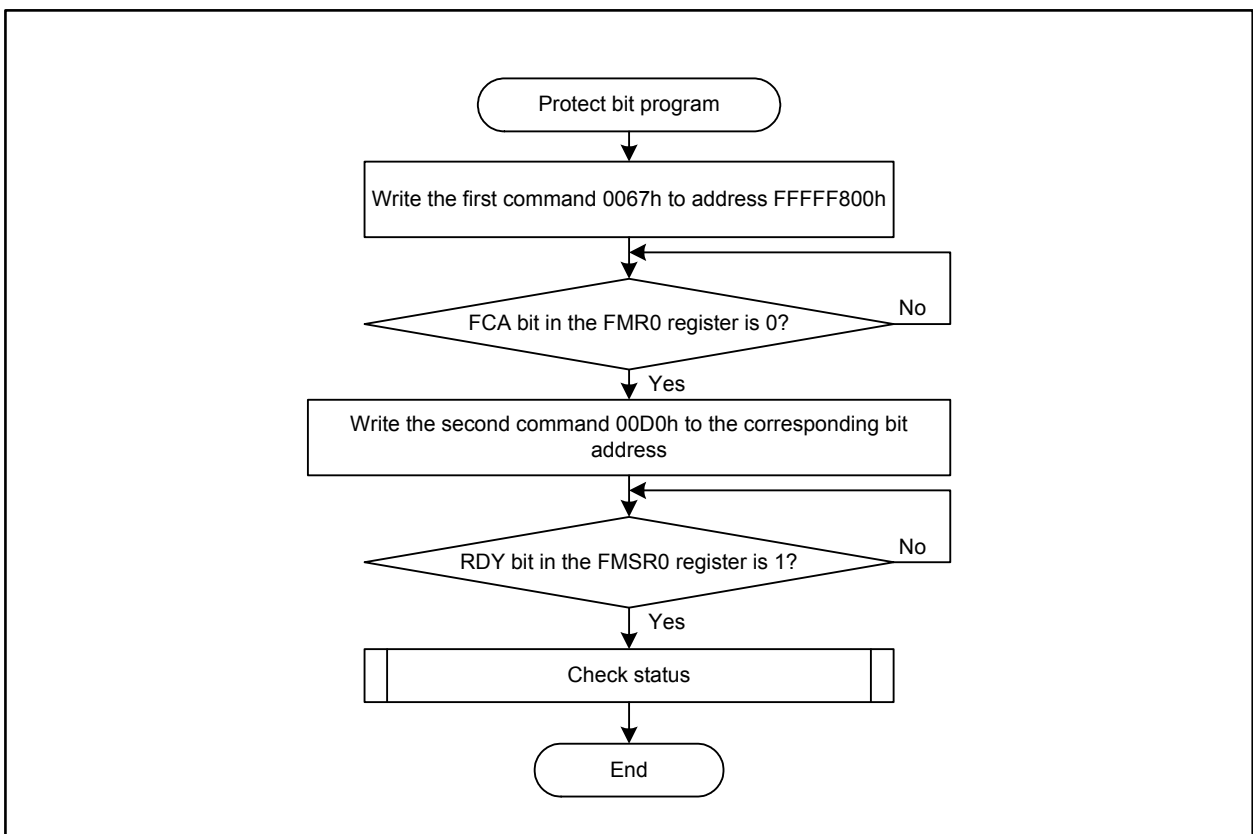 Protect bit program
Write the first command 0067h to address FFFFF800h
FCA bit in the FMR0 register is 0?
No
Yes
Write the second command 00D0h to the corresponding bit
address
RDY bit in the FMSR0 register is 1?
No
Yes
Check status
End